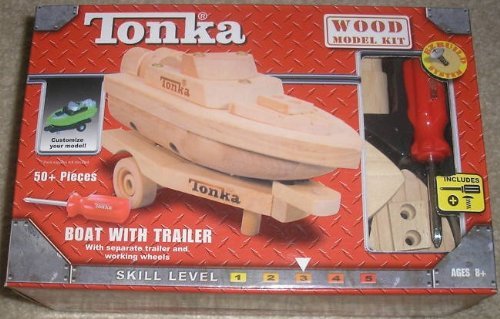 Tonka®
WOOD
MODEL KIT
Tonka
Customize
your model!
50+ Pieces
Tonka
INCLUDES
BOAT WITH TRAILER
With separate trailer and
working wheels
SKILL LEVEL 1 2 3 4 5
AGES 8+